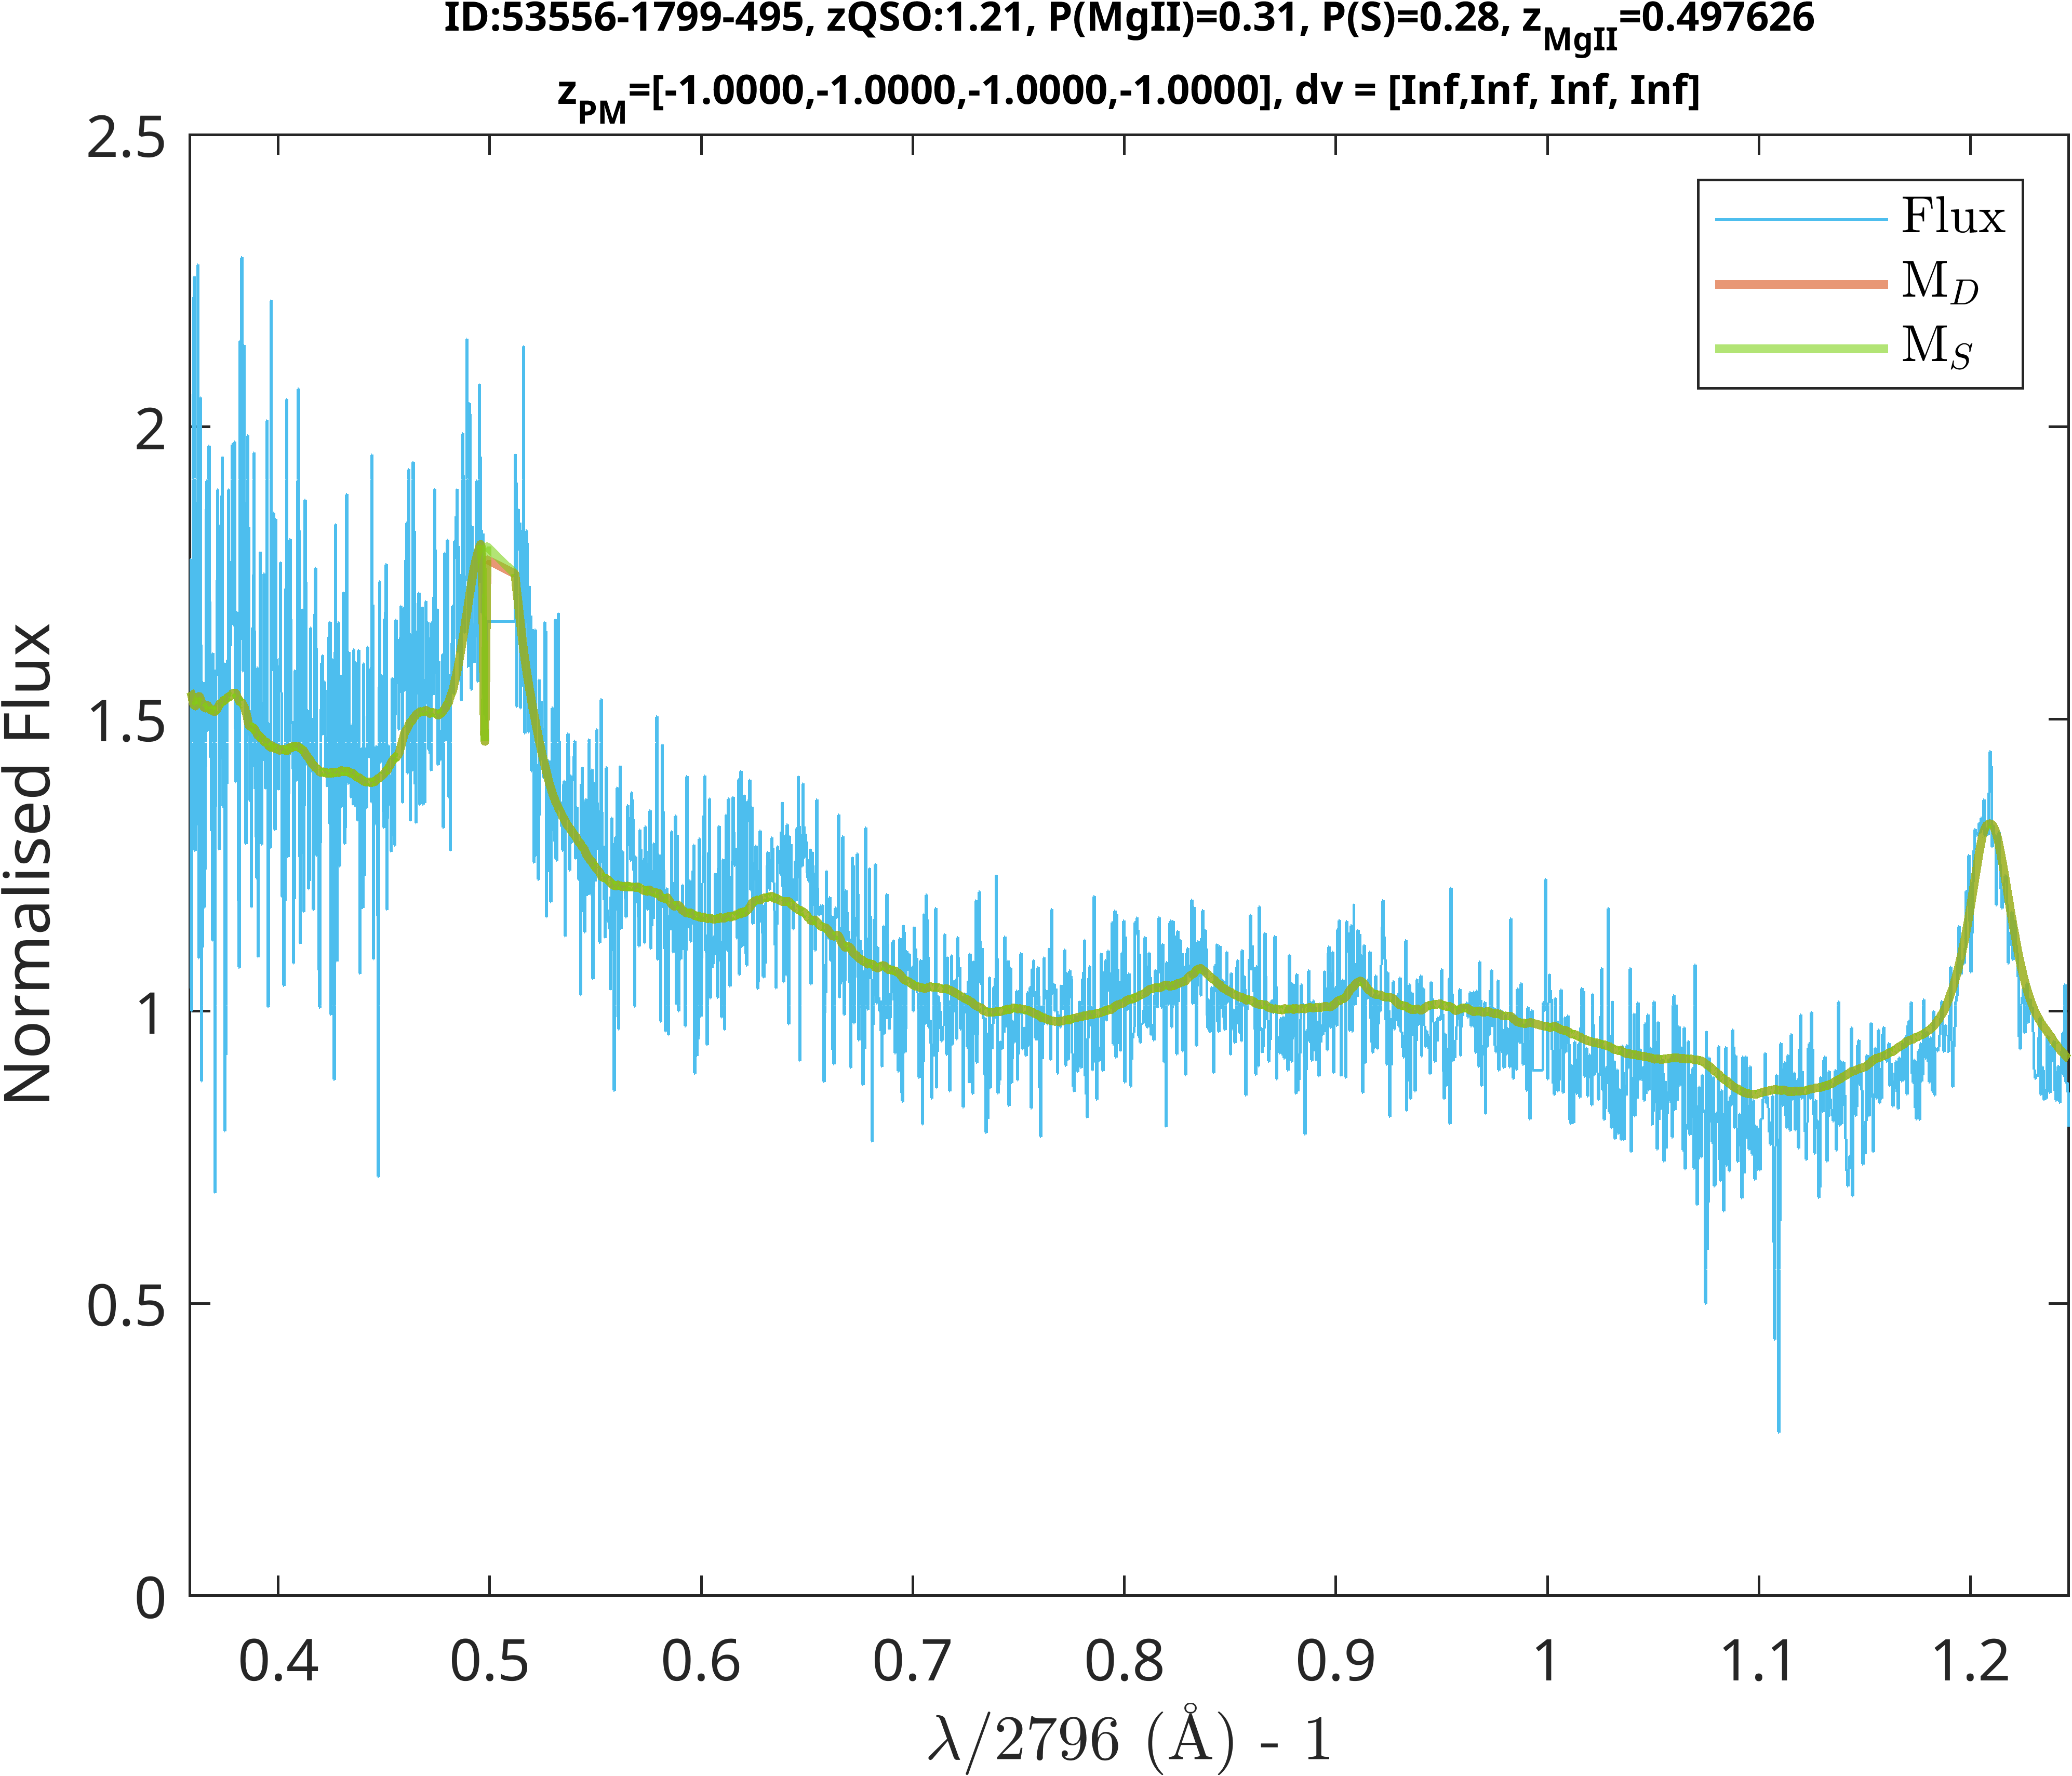 ID:53556-1799-495, zQSO:1.21, P(MgII)=0.31, P(S)=0.28, zMgII=0.497626
zPM=[-1.0000,-1.0000,-1.0000,-1.0000], dv = [Inf,Inf, Inf, Inf]
2.5
2
1.5
1
0.5
0
Normalised Flux
Flux
MD
MS
0.4 0.5 0.6 0.7 0.8 0.9 1 1.1 1.2
λ/2796 (Å) - 1